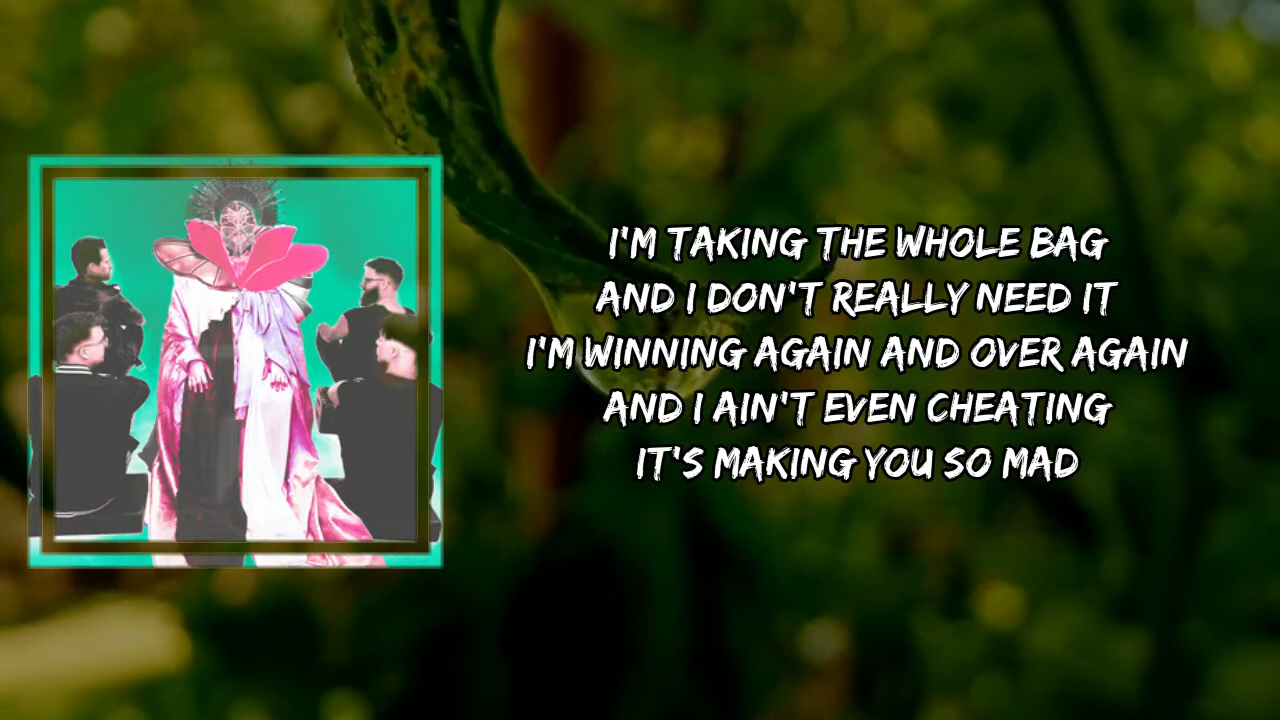 I'M TAKING THE WHOLE BAG
AND I DON'T REALLY NEED IT
I'M WINNING AGAIN AND OVER AGAIN
AND I AIN'T EVEN CHEATING
IT'S MAKING YOU SO MAD